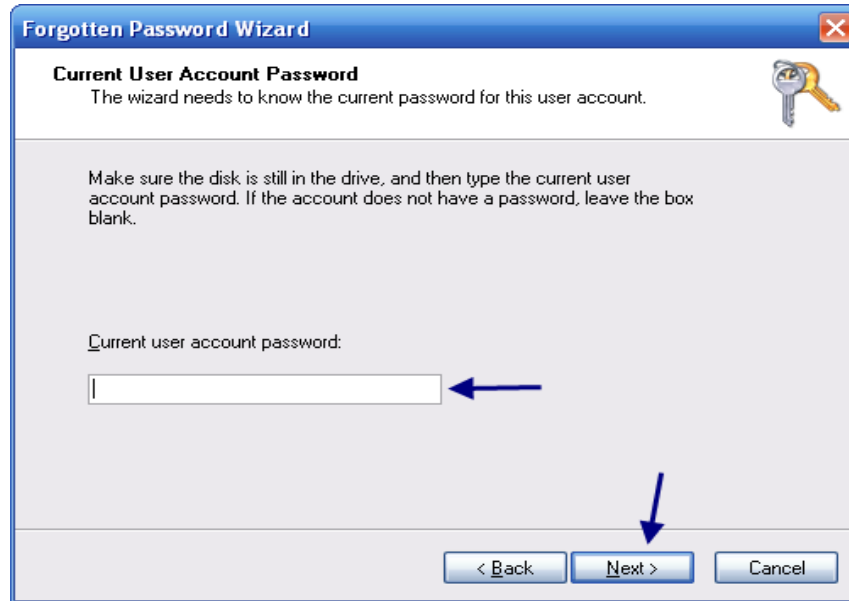 Forgotten Password Wizard
Current User Account Password
The wizard needs to know the current password for this user account.
Make sure the disk is still in the drive, and then type the current user
account password. If the account does not have a password, leave the box
blank.
Current user account password:
< Back Next > Cancel